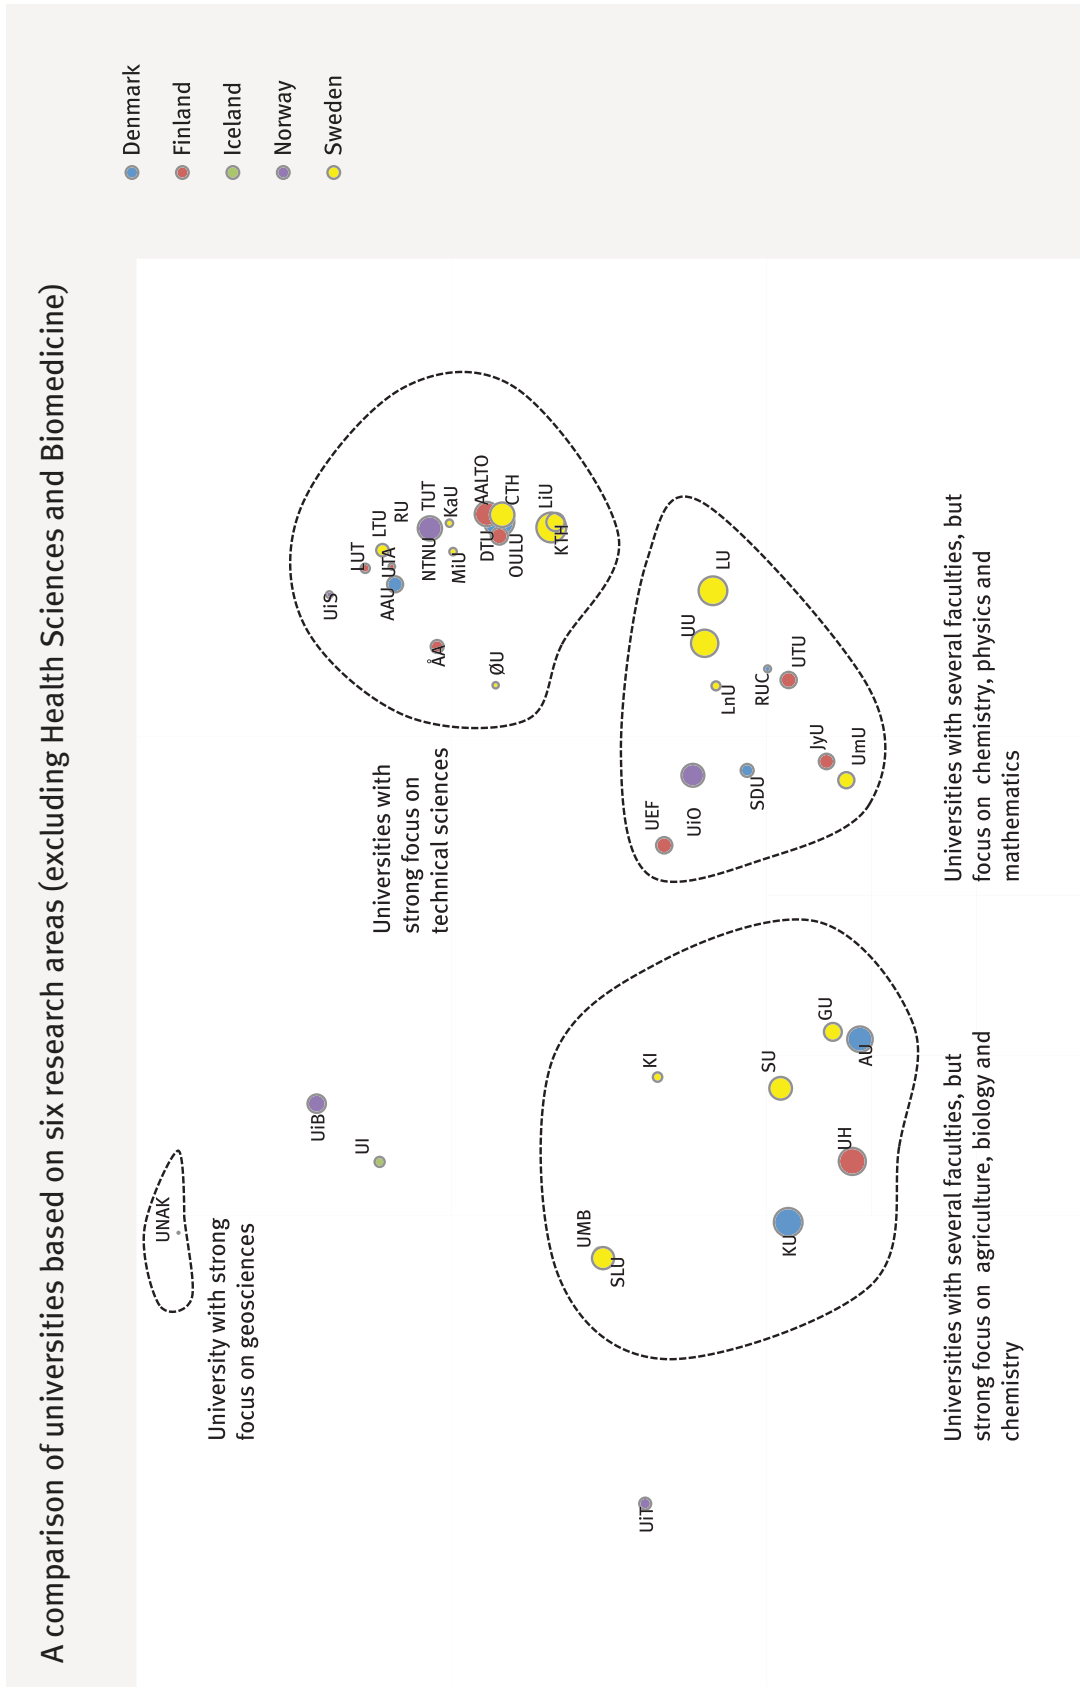 A comparison of universities based on six research areas (excluding Health Sciences and Biomedicine)
Denmark
Finland
Iceland
Norway
Sweden
UNAK
University with strong
focus on geosciences
UiB
UI
UiS
LUT
LTU
UTA
AAU
RU
TUT
NTNU
KaU
MiU
ÅA
AALTO
DTU
CTH
OULU
ØU
LiU
KTH
Universities with
strong focus on
technical sciences
UEF
UiO
UU
LU
LnU
SDU
RUC
UTU
JyU
UmU
Universities with several faculties, but
focus on chemistry, physics and
mathematics
UMB
SLU
KI
SU
KU
GU
UH
AU
Universities with several faculties, but
strong focus on agriculture, biology and
chemistry
UiT